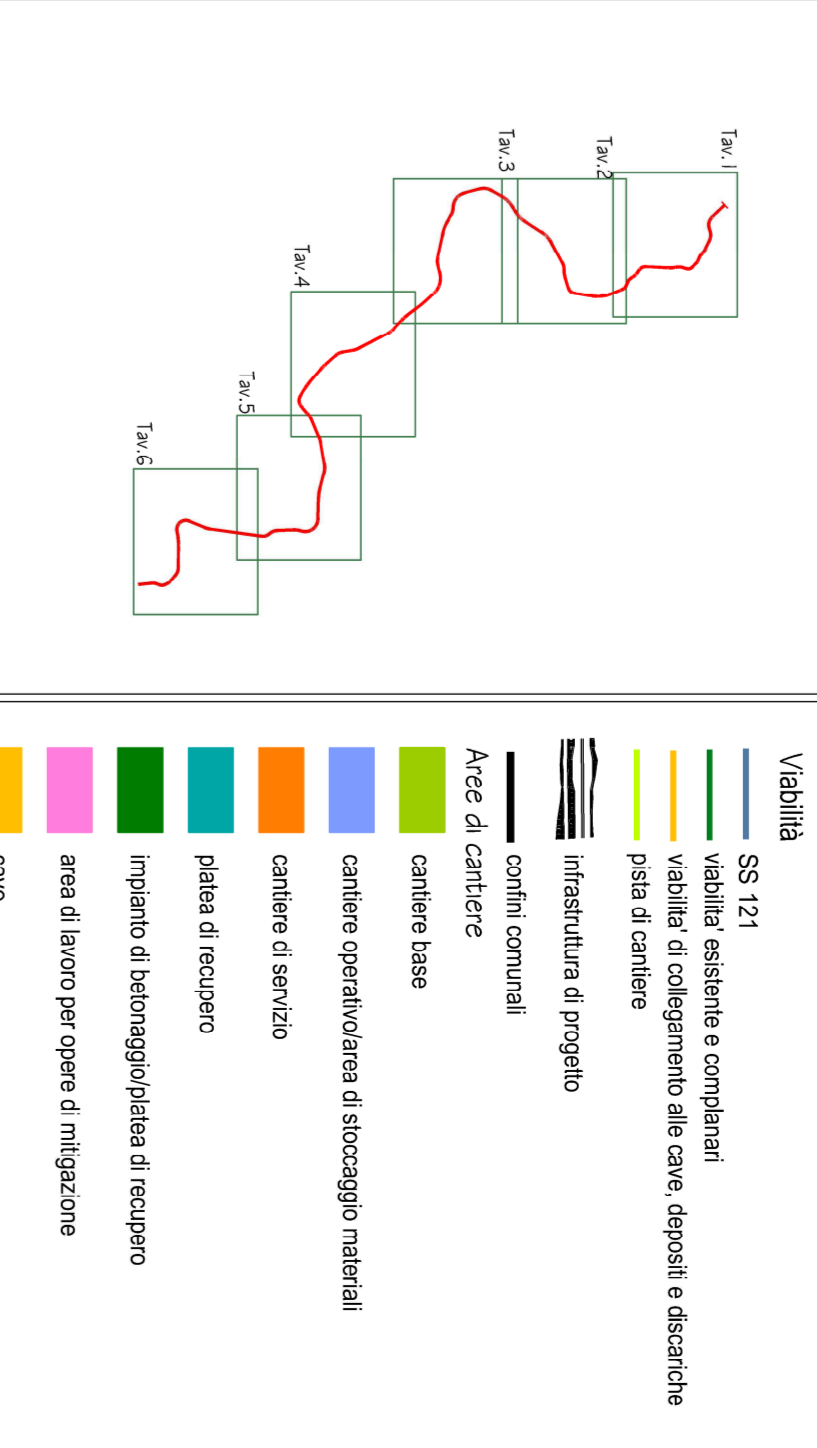 Tav.1
Tav.2
Tav.3
Tav.4
Tav.5
Tav.6
Viabilità
SS 121
viabilita' esistente e complanari
viabilita' di collegamento alle cave, depositi e discariche
pista di cantiere
infrastruttura di progetto
confini comunali
Aree di cantiere
cantiere base
cantiere operativo/area di stoccaggio materiali
cantiere di servizio
platea di recupero
impianto di betonaggio/platea di recupero
area di lavoro per opere di mitigazione